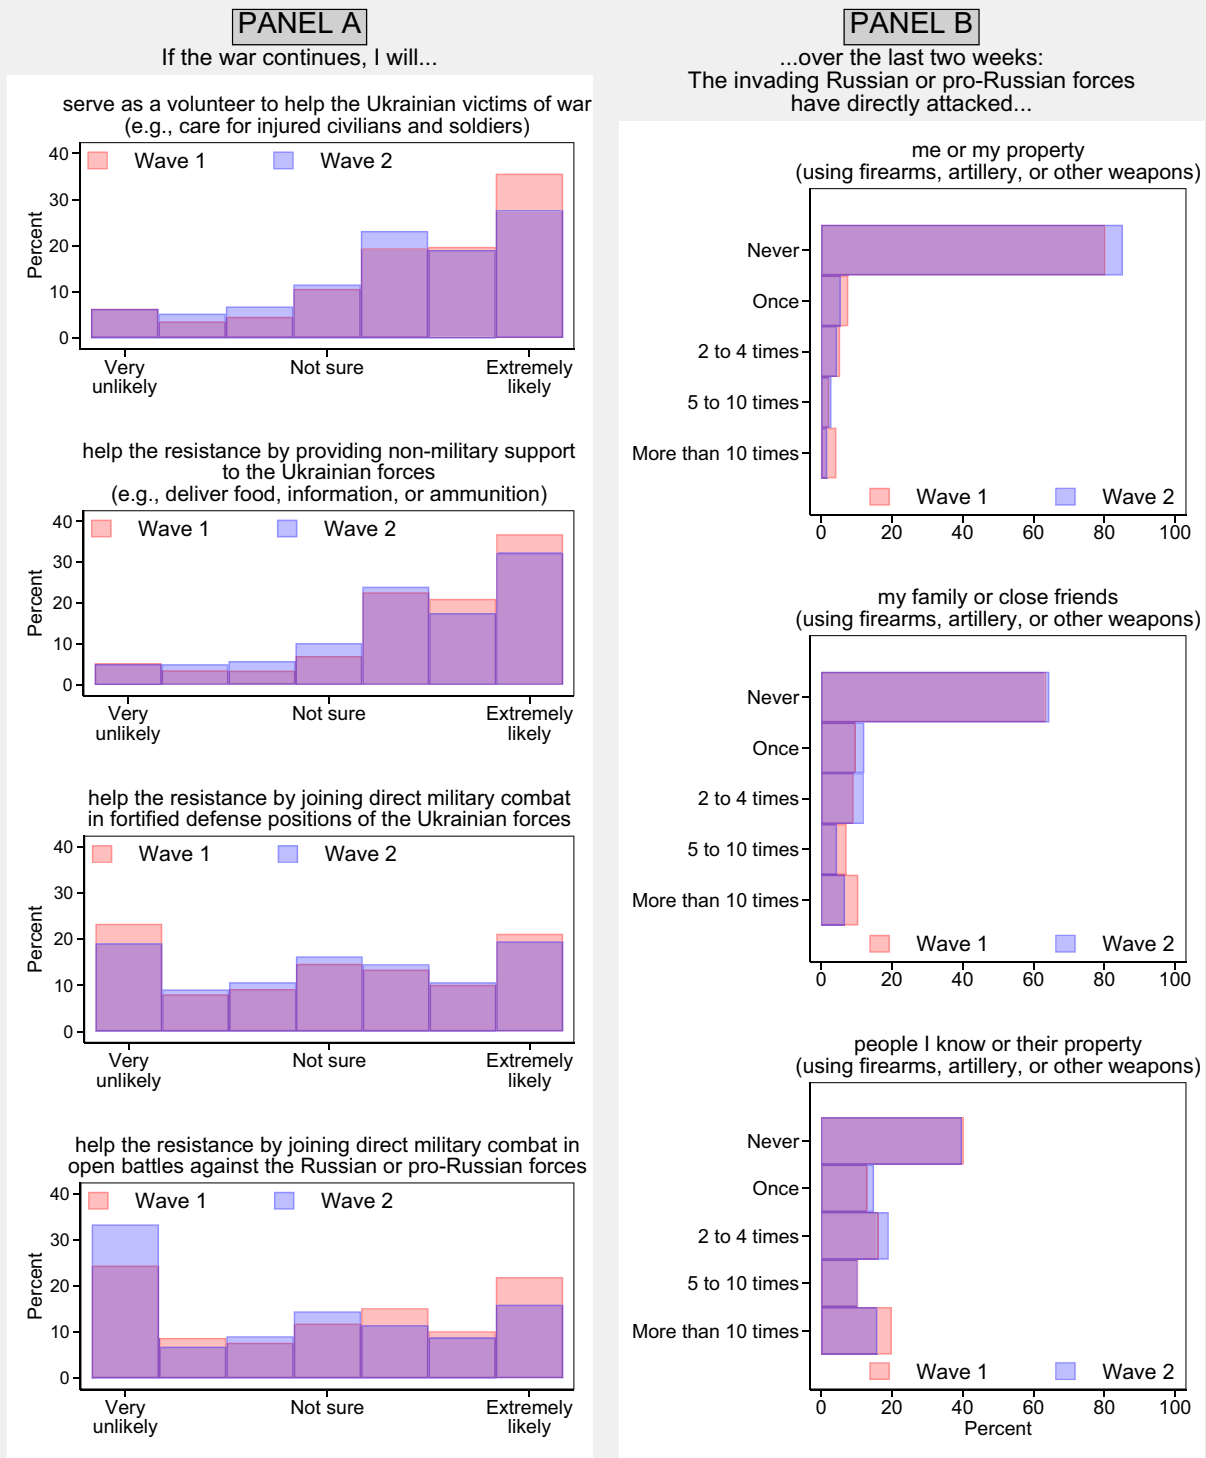 PANEL A
If the war continues, I will...
serve as a volunteer to help the Ukrainian victims of war
(e.g., care for injured civilians and soldiers)
Wave 1 Wave 2
40
30
20
10
0
Percent
Very unlikely
Not sure
Extremely likely
help the resistance by providing non-military support
to the Ukrainian forces
(e.g., deliver food, information, or ammunition)
Wave 1 Wave 2
40
30
20
10
0
Percent
Very unlikely
Not sure
Extremely likely
help the resistance by joining direct military combat
in fortified defense positions of the Ukrainian forces
Wave 1 Wave 2
40
30
20
10
0
Percent
Very unlikely
Not sure
Extremely likely
help the resistance by joining direct military combat in
open battles against the Russian or pro-Russian forces
Wave 1 Wave 2
40
30
20
10
0
Percent
Very unlikely
Not sure
Extremely likely
PANEL B
...over the last two weeks:
The invading Russian or pro-Russian forces
have directly attacked...
me or my property
(using firearms, artillery, or other weapons)
Never
Once
2 to 4 times
5 to 10 times
More than 10 times
Wave 1 Wave 2
0 20 40 60 80 100
my family or close friends
(using firearms, artillery, or other weapons)
Never
Once
2 to 4 times
5 to 10 times
More than 10 times
Wave 1 Wave 2
0 20 40 60 80 100
people I know or their property
(using firearms, artillery, or other weapons)
Never
Once
2 to 4 times
5 to 10 times
More than 10 times
Wave 1 Wave 2
0 20 40 60 80 100
Percent